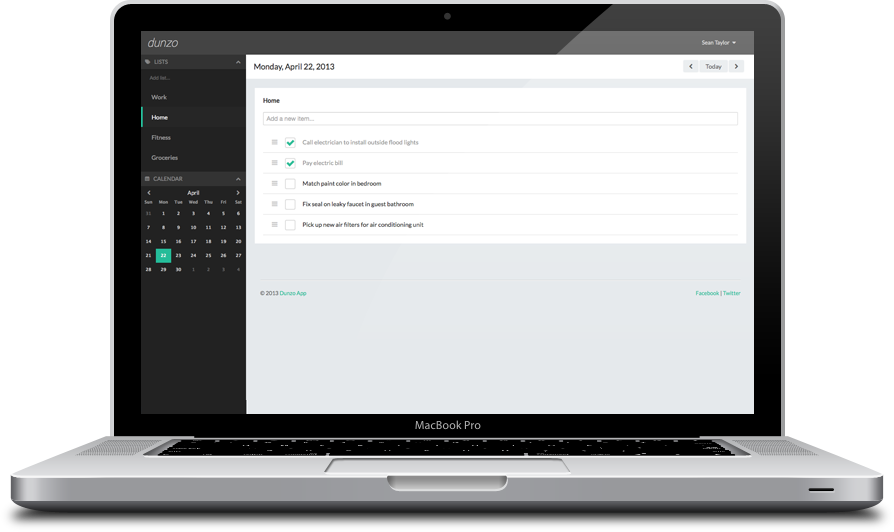 dunzo
Sean Taylor
LISTS
Add list...
Work
Home
Fitness
Groceries
CALENDAR
April
Sun Mon Tue Wed Thu Fri Sat
31 1 2 3 4 5 6
7 8 9 10 11 12 13
14 15 16 17 18 19 20
21 22 23 24 25 26 27
28 29 30 1 2 3 4
Monday, April 22, 2013
Today
Home
Add a new item...
Call electrician to install outside flood lights
Pay electric bill
Match paint color in bedroom
Fix seal on leaky faucet in guest bathroom
Pick up new air filters for air conditioning unit
© 2013 Dunzo App
Facebook | Twitter
MacBook Pro